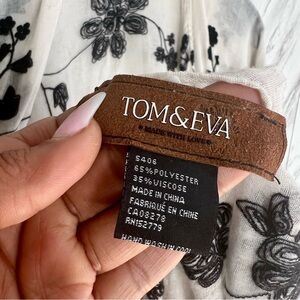 TOM&EVA
MADE WITH LOVE
5406
65%POLYESTER
35%VISCOSE
MADE IN CHINA
FABRIQUÉ EN CHINE
CA08278
RN152779
HAND WASH IN COOL